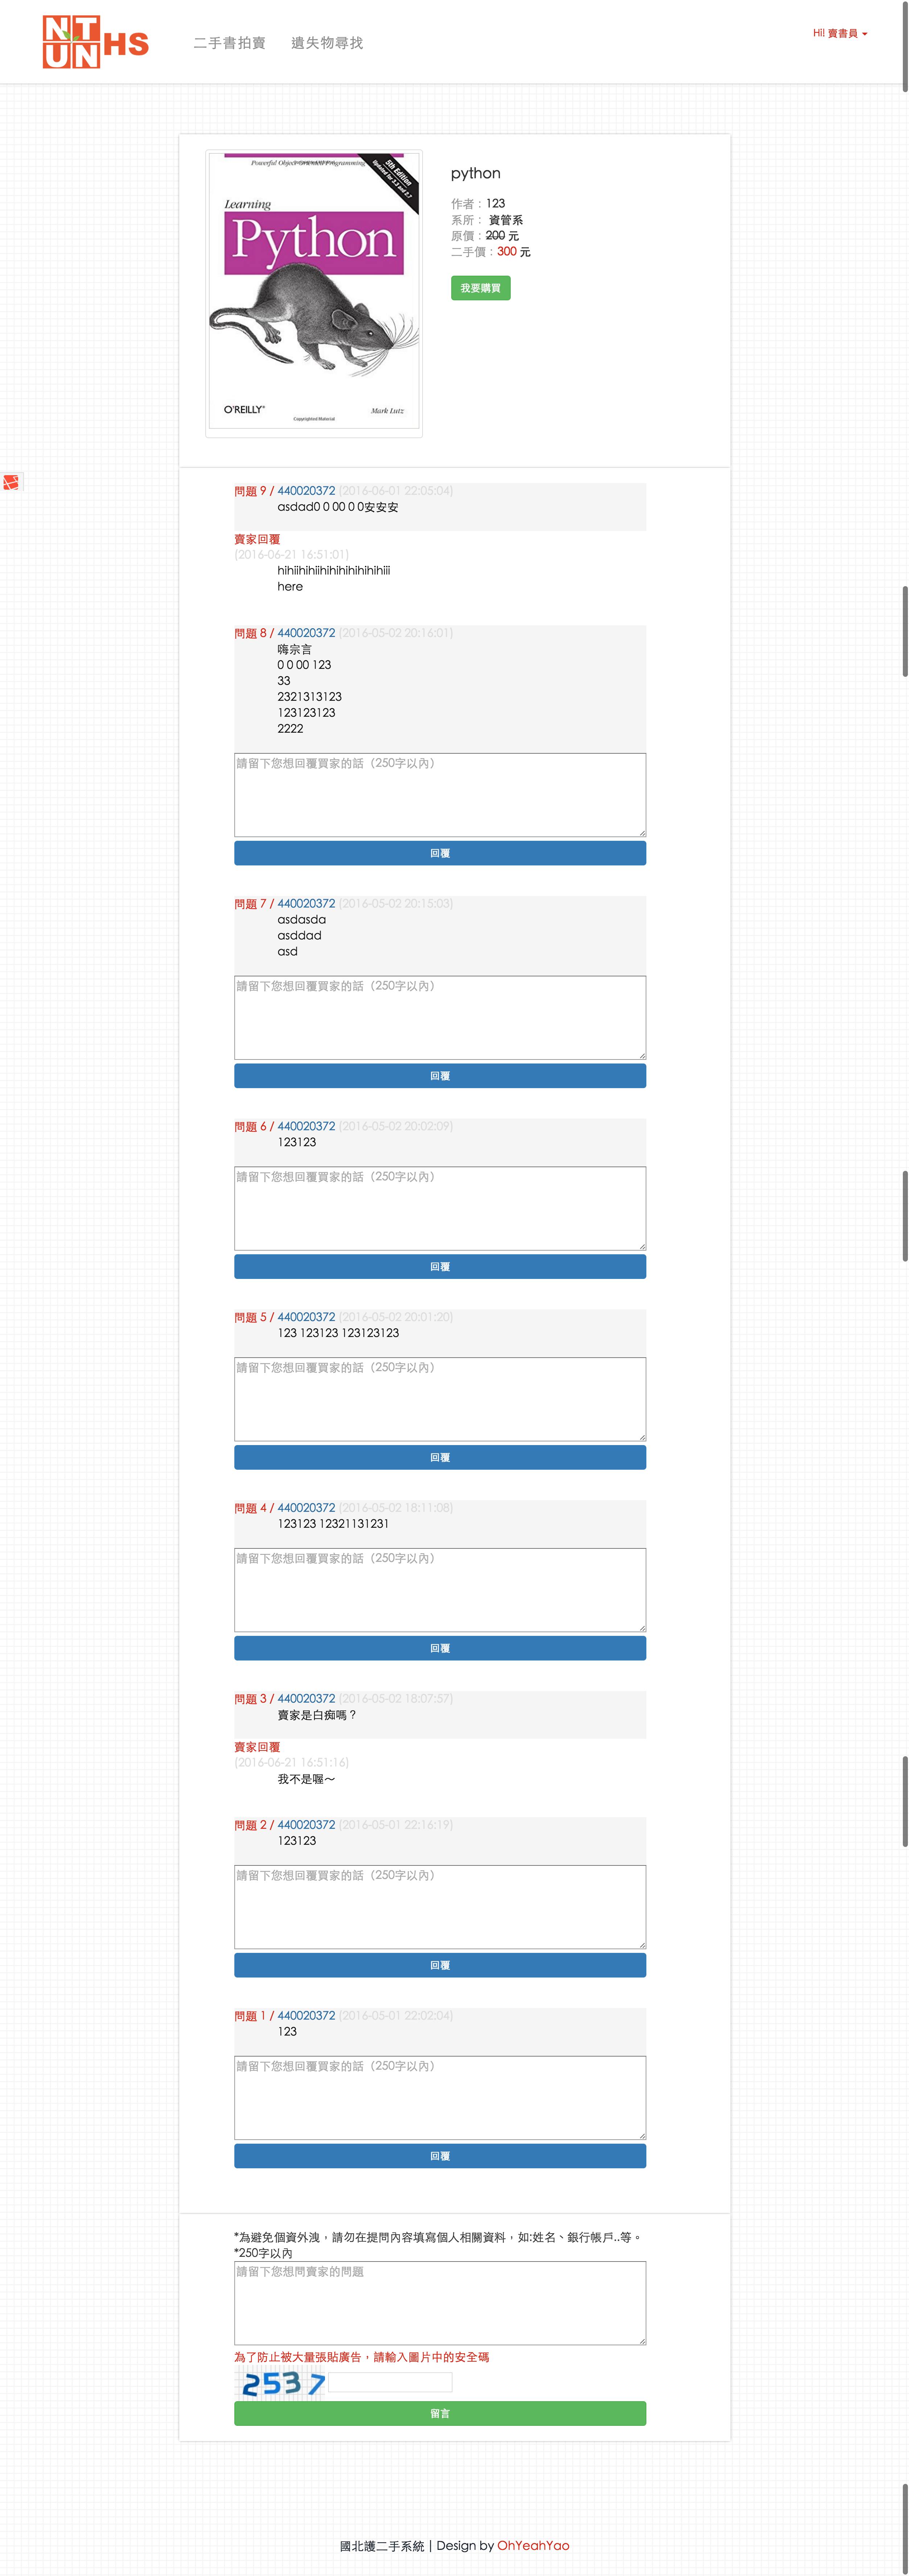 NTUNHS
二手書拍賣 遺失物尋找
Hi! 賣書員
Powerful Object-Oriented Programming
5th Edition
Updated for 3.3 and 2.7
Learning
Python
O'REILLY®
Copyrighted Material
Mark Lutz
python
作者：123
系所： 資管系
原價：200 元
二手價：300 元
我要購買
問題 9 / 440020372 (2016-06-01 22:05:04)
asdad0 0 00 0 0安安安
賣家回覆
(2016-06-21 16:51:01)
hihiihihiihihihihihihihiii
here
問題 8 / 440020372 (2016-05-02 20:16:01)
嗨宗言
0 0 00 123
33
2321313123
123123123
2222
請留下您想回覆買家的話（250字以內）
回覆
問題 7 / 440020372 (2016-05-02 20:15:03)
asdasda
asddad
asd
請留下您想回覆買家的話（250字以內）
回覆
問題 6 / 440020372 (2016-05-02 20:02:09)
123123
請留下您想回覆買家的話（250字以內）
回覆
問題 5 / 440020372 (2016-05-02 20:01:20)
123 123123 123123123
請留下您想回覆買家的話（250字以內）
回覆
問題 4 / 440020372 (2016-05-02 18:11:08)
123123 12321131231
請留下您想回覆買家的話（250字以內）
回覆
問題 3 / 440020372 (2016-05-02 18:07:57)
賣家是白痴嗎？
賣家回覆
(2016-06-21 16:51:16)
我不是喔～
問題 2 / 440020372 (2016-05-01 22:16:19)
123123
請留下您想回覆買家的話（250字以內）
回覆
問題 1 / 440020372 (2016-05-01 22:02:04)
123
請留下您想回覆買家的話（250字以內）
回覆
*為避免個資外洩，請勿在提問內容填寫個人相關資料，如:姓名、銀行帳戶..等。
*250字以內
請留下您想問賣家的問題
為了防止被大量張貼廣告，請輸入圖片中的安全碼
2537
留言
國北護二手系統 | Design by OhYeahYao